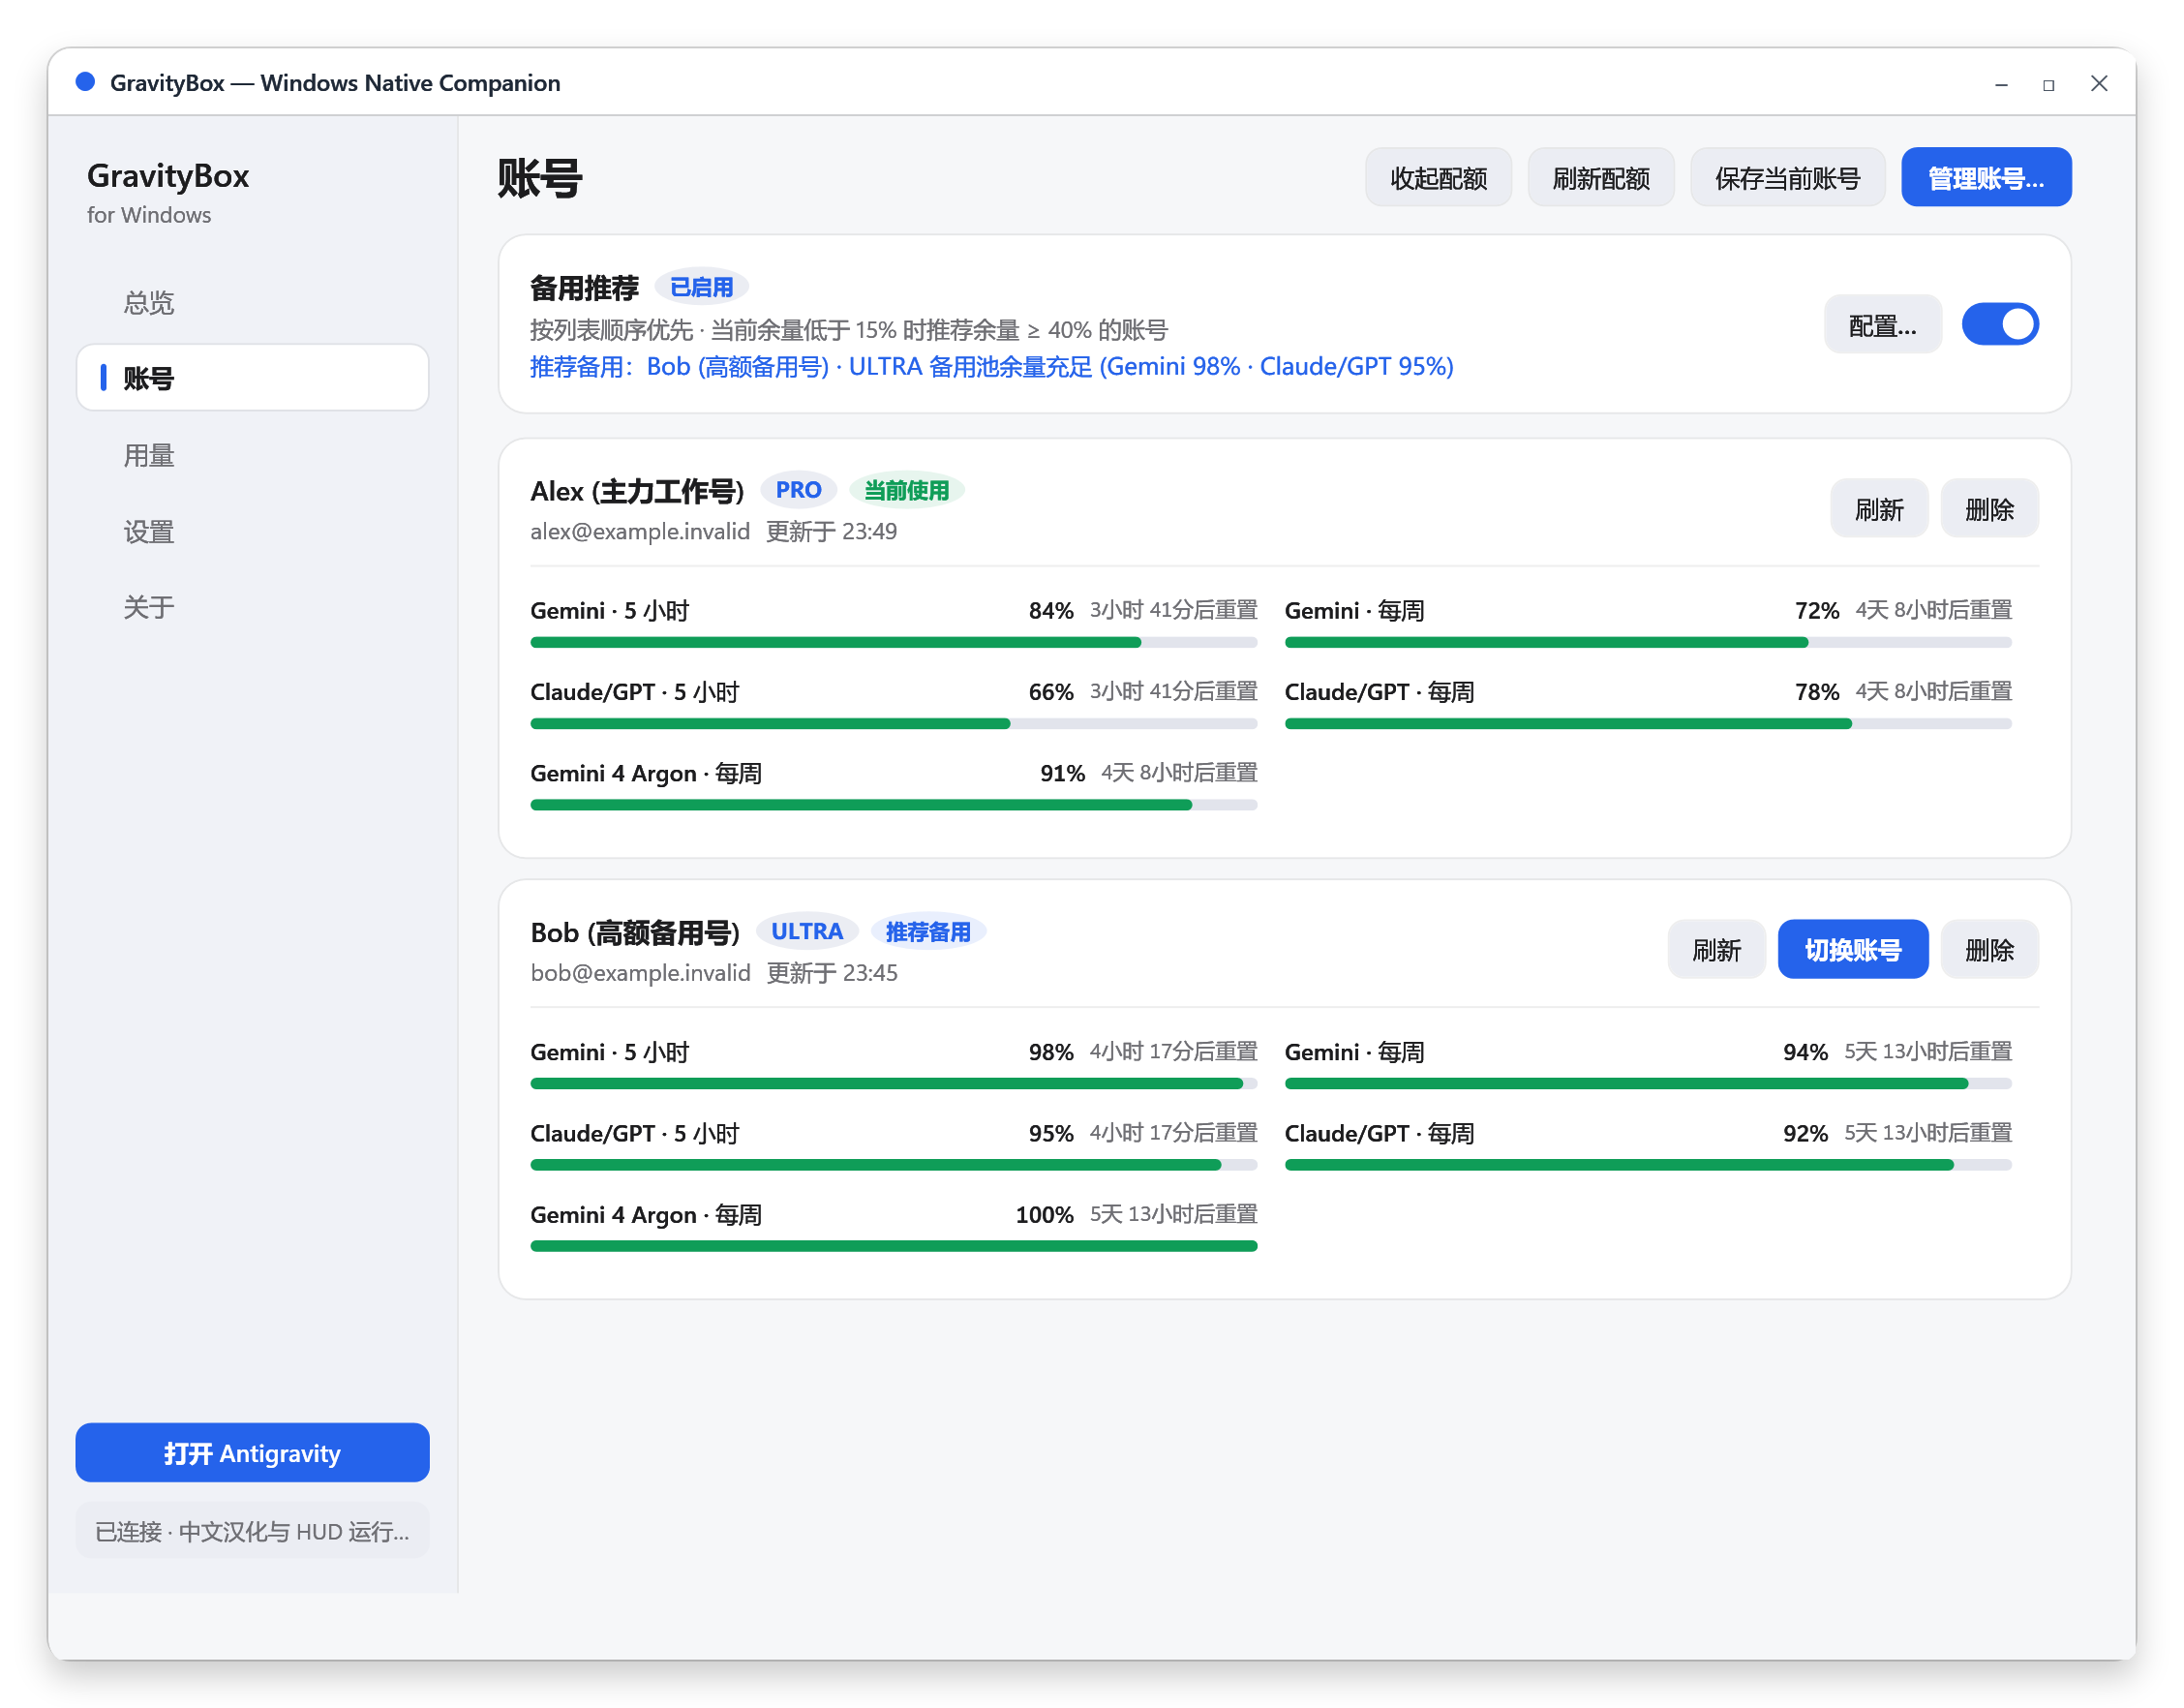 GravityBox — Windows Native Companion
GravityBox
for Windows
总览
账号
用量
设置
关于
打开 Antigravity
已连接 · 中文汉化与 HUD 运行...
账号
收起配额
刷新配额
保存当前账号
管理账号...
备用推荐 已启用
按列表顺序优先 · 当前余量低于 15% 时推荐余量 ≥ 40% 的账号
推荐备用：Bob (高额备用号) · ULTRA 备用池余量充足 (Gemini 98% · Claude/GPT 95%)
配置...
Alex (主力工作号) PRO 当前使用
alex@example.invalid 更新于 23:49
刷新
删除
Gemini · 5 小时 84% 3小时 41分后重置
Gemini · 每周 72% 4天 8小时后重置
Claude/GPT · 5 小时 66% 3小时 41分后重置
Claude/GPT · 每周 78% 4天 8小时后重置
Gemini 4 Argon · 每周 91% 4天 8小时后重置
Bob (高额备用号) ULTRA 推荐备用
bob@example.invalid 更新于 23:45
刷新
切换账号
删除
Gemini · 5 小时 98% 4小时 17分后重置
Gemini · 每周 94% 5天 13小时后重置
Claude/GPT · 5 小时 95% 4小时 17分后重置
Claude/GPT · 每周 92% 5天 13小时后重置
Gemini 4 Argon · 每周 100% 5天 13小时后重置